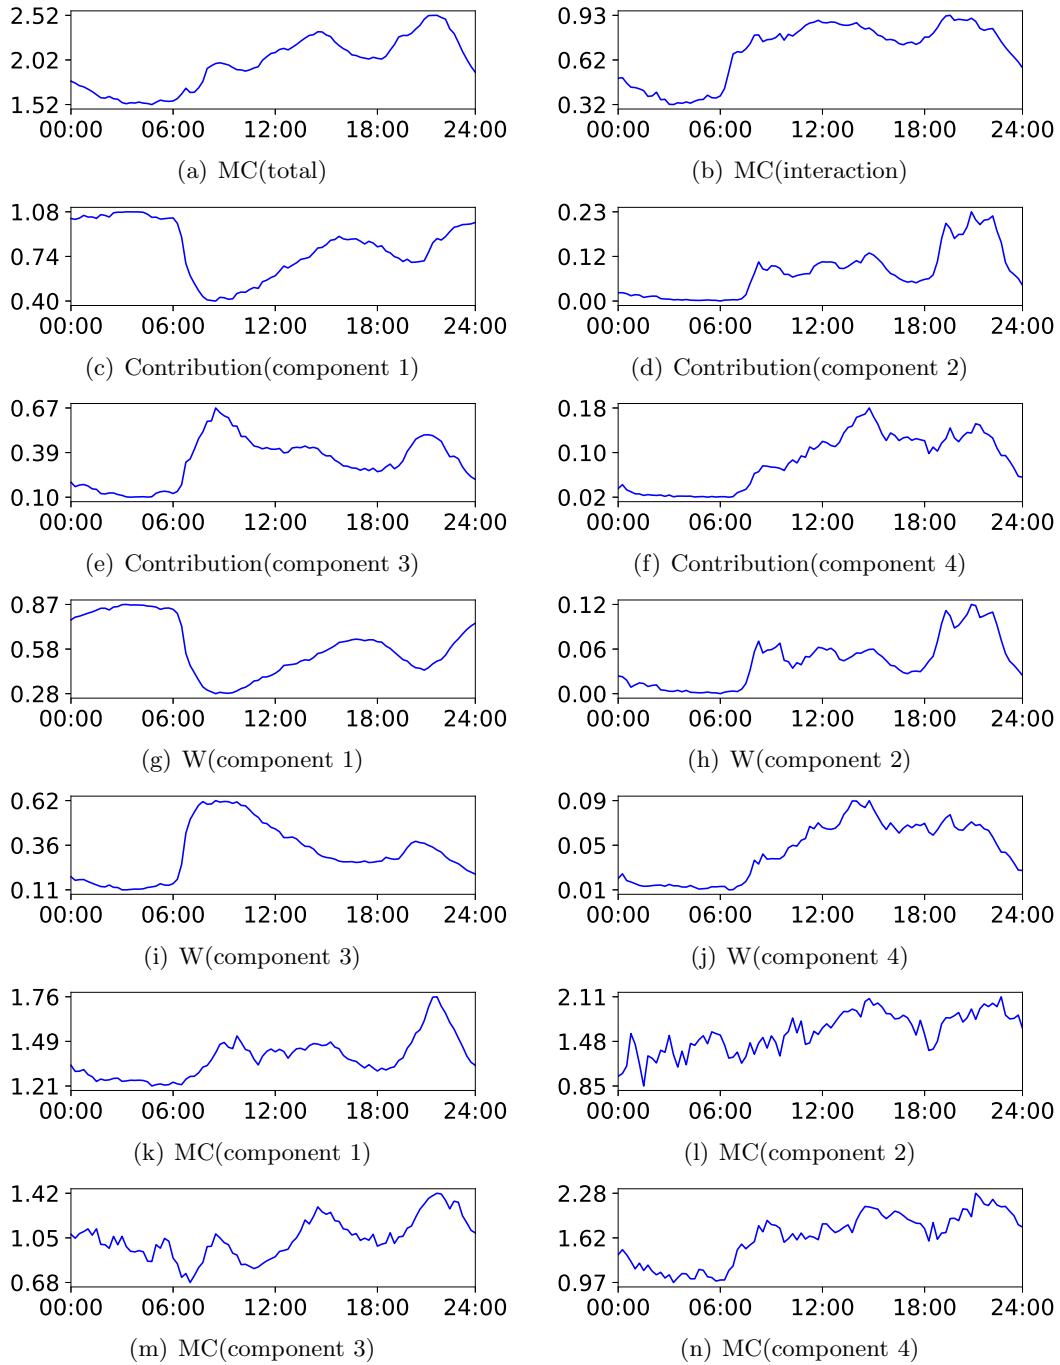 2.52
2.02
1.52
00:00 06:00 12:00 18:00 24:00
(a) MC(total)
0.93
0.62
0.32
00:00 06:00 12:00 18:00 24:00
(b) MC(interaction)
1.08
0.74
0.40
00:00 06:00 12:00 18:00 24:00
(c) Contribution(component 1)
0.23
0.12
0.00
00:00 06:00 12:00 18:00 24:00
(d) Contribution(component 2)
0.67
0.39
0.10
00:00 06:00 12:00 18:00 24:00
(e) Contribution(component 3)
0.18
0.10
0.02
00:00 06:00 12:00 18:00 24:00
(f) Contribution(component 4)
0.87
0.58
0.28
00:00 06:00 12:00 18:00 24:00
(g) W(component 1)
0.12
0.06
0.00
00:00 06:00 12:00 18:00 24:00
(h) W(component 2)
0.62
0.36
0.11
00:00 06:00 12:00 18:00 24:00
(i) W(component 3)
0.09
0.05
0.01
00:00 06:00 12:00 18:00 24:00
(j) W(component 4)
1.76
1.49
1.21
00:00 06:00 12:00 18:00 24:00
(k) MC(component 1)
2.11
1.48
0.85
00:00 06:00 12:00 18:00 24:00
(l) MC(component 2)
1.42
1.05
0.68
00:00 06:00 12:00 18:00 24:00
(m) MC(component 3)
2.28
1.62
0.97
00:00 06:00 12:00 18:00 24:00
(n) MC(component 4)